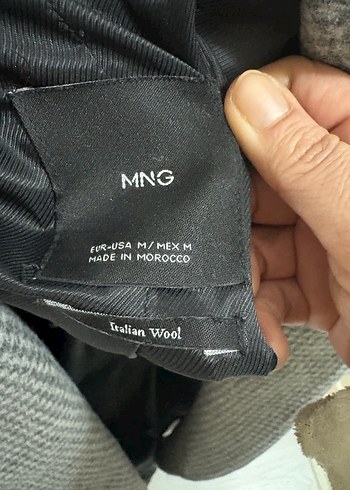 MNG
EUR-USA M/MEX M
MADE IN MOROCCO
Italian Wool